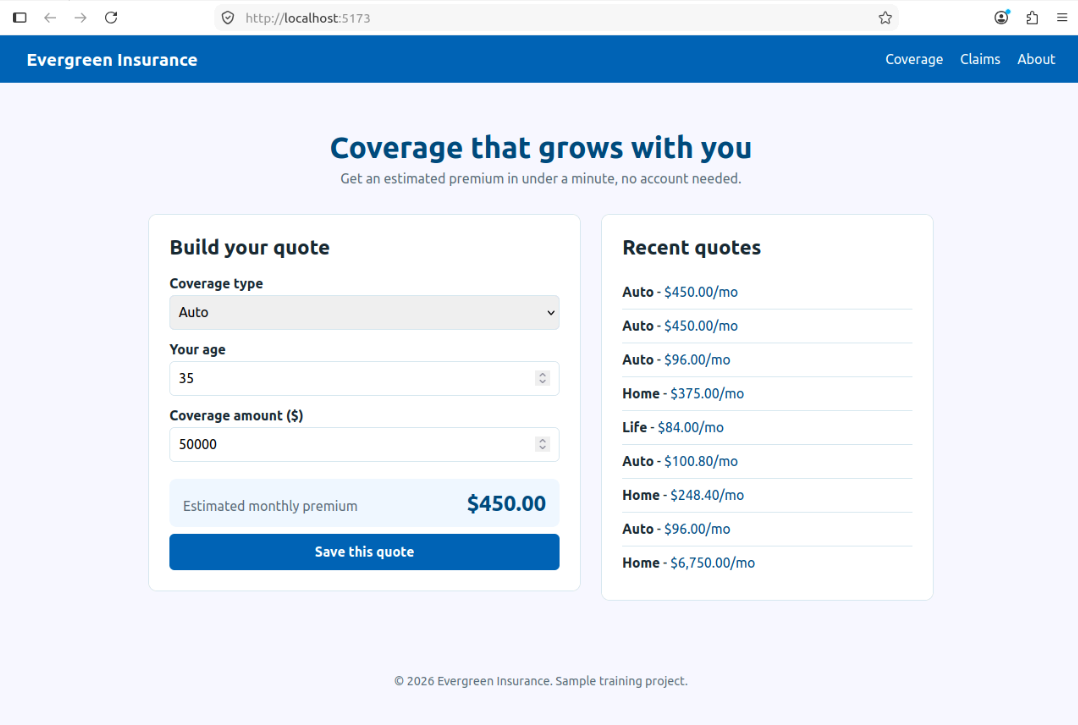 http://localhost:5173
Evergreen Insurance
Coverage Claims About
Coverage that grows with you
Get an estimated premium in under a minute, no account needed.
Build your quote
Coverage type
Auto
Your age
35
Coverage amount ($)
50000
Estimated monthly premium $450.00
Save this quote
Recent quotes
Auto - $450.00/mo
Auto - $450.00/mo
Auto - $96.00/mo
Home - $375.00/mo
Life - $84.00/mo
Auto - $100.80/mo
Home - $248.40/mo
Auto - $96.00/mo
Home - $6,750.00/mo
© 2026 Evergreen Insurance. Sample training project.